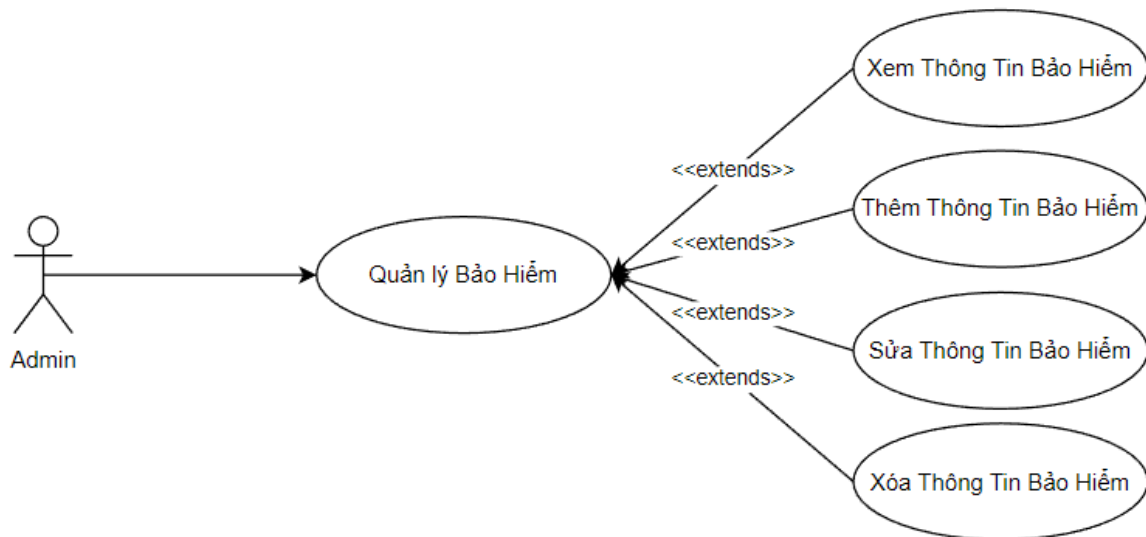 Xem Thông Tin Bảo Hiểm
<<extends>>
Thêm Thông Tin Bảo Hiểm
<<extends>>
Quản lý Bảo Hiểm
<<extends>>
Sửa Thông Tin Bảo Hiểm
Admin
<<extends>>
Xóa Thông Tin Bảo Hiểm